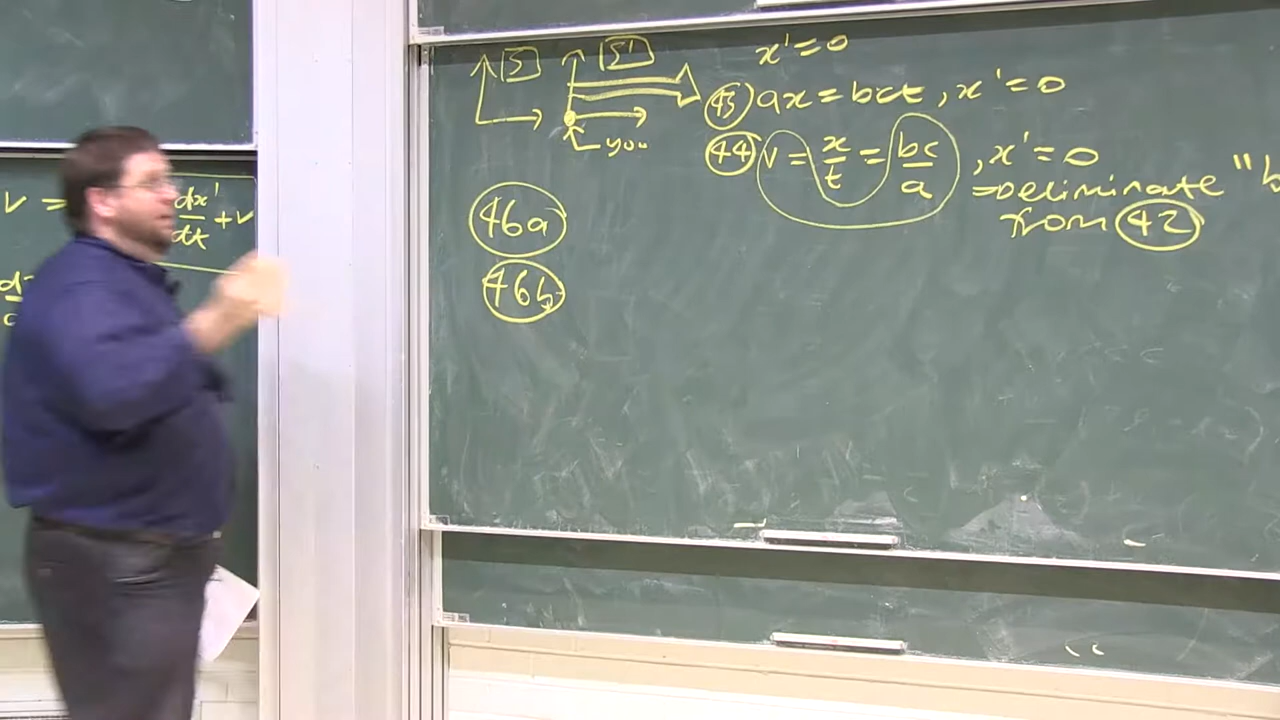 V = dx'/dt + V
S S' x' = 0
(43) ax = bct, x' = 0
you
(44) V = x/t = bc/a, x' = 0
⇒ eliminate "b
from (42)
(46a)
(46b)